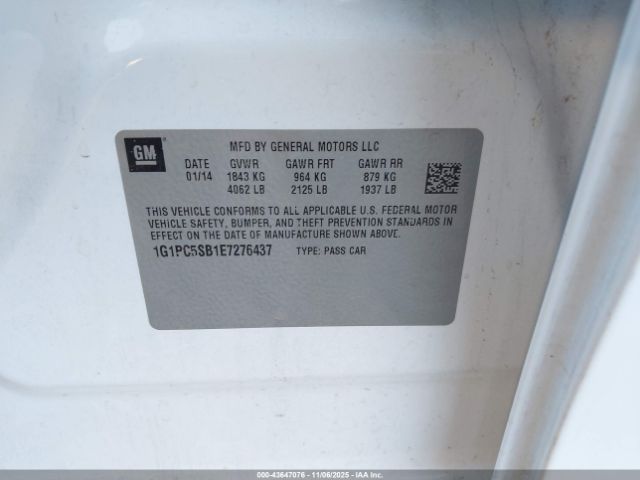 GM
MFD BY GENERAL MOTORS LLC
DATE GVWR GAWR FRT GAWR RR
01/14 1843 KG 964 KG 879 KG
4062 LB 2125 LB 1937 LB
THIS VEHICLE CONFORMS TO ALL APPLICABLE U.S. FEDERAL MOTOR
VEHICLE SAFETY, BUMPER, AND THEFT PREVENTION STANDARDS IN
EFFECT ON THE DATE OF MANUFACTURE SHOWN ABOVE.
1G1PC5SB1E7276437 TYPE: PASS CAR
000-43647076 - 11/06/2025 - IAA Inc.